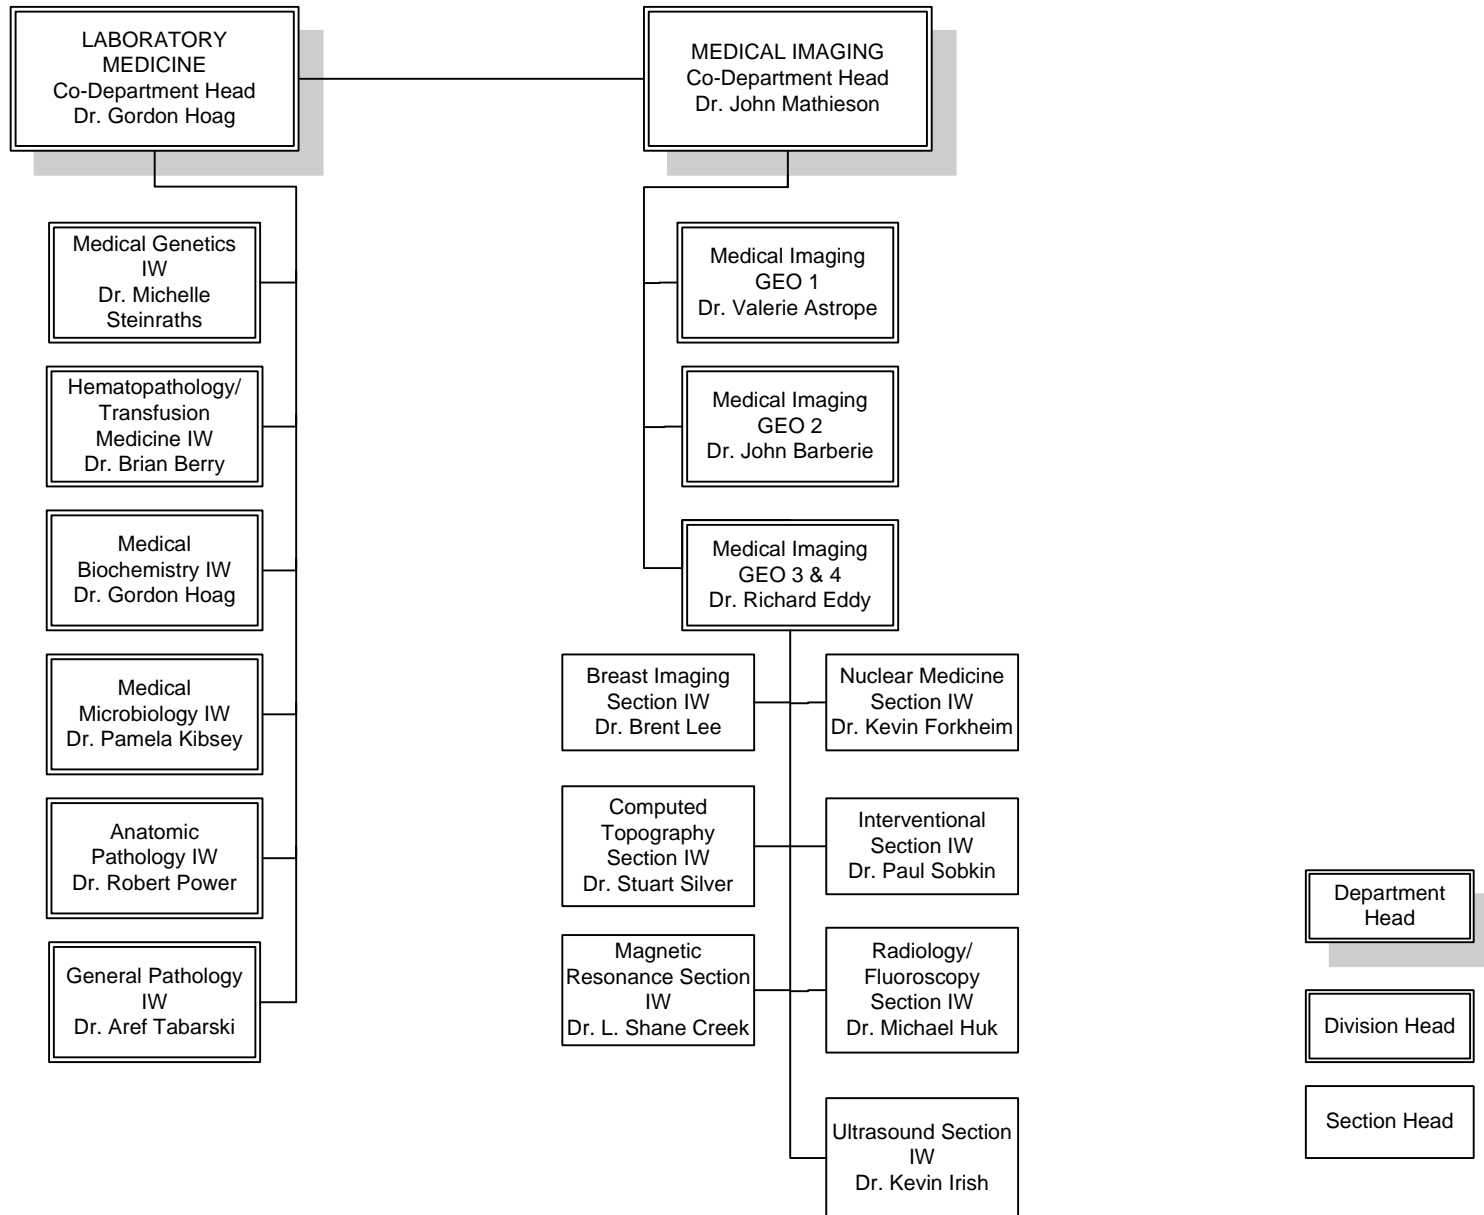 LABORATORY
MEDICINE
Co-Department Head
Dr. Gordon Hoag
MEDICAL IMAGING
Co-Department Head
Dr. John Mathieson
Medical Genetics
IW
Dr. Michelle
Steinraths
Hematopathology/
Transfusion
Medicine IW
Dr. Brian Berry
Medical
Biochemistry IW
Dr. Gordon Hoag
Medical
Microbiology IW
Dr. Pamela Kibsey
Anatomic
Pathology IW
Dr. Robert Power
General Pathology
IW
Dr. Aref Tabarski
Medical Imaging
GEO 1
Dr. Valerie Astrope
Medical Imaging
GEO 2
Dr. John Barberie
Medical Imaging
GEO 3 & 4
Dr. Richard Eddy
Breast Imaging
Section IW
Dr. Brent Lee
Nuclear Medicine
Section IW
Dr. Kevin Forkheim
Computed
Topography
Section IW
Dr. Stuart Silver
Interventional
Section IW
Dr. Paul Sobkin
Magnetic
Resonance Section
IW
Dr. L. Shane Creek
Radiology/
Fluoroscopy
Section IW
Dr. Michael Huk
Ultrasound Section
IW
Dr. Kevin Irish
Department
Head
Division Head
Section Head